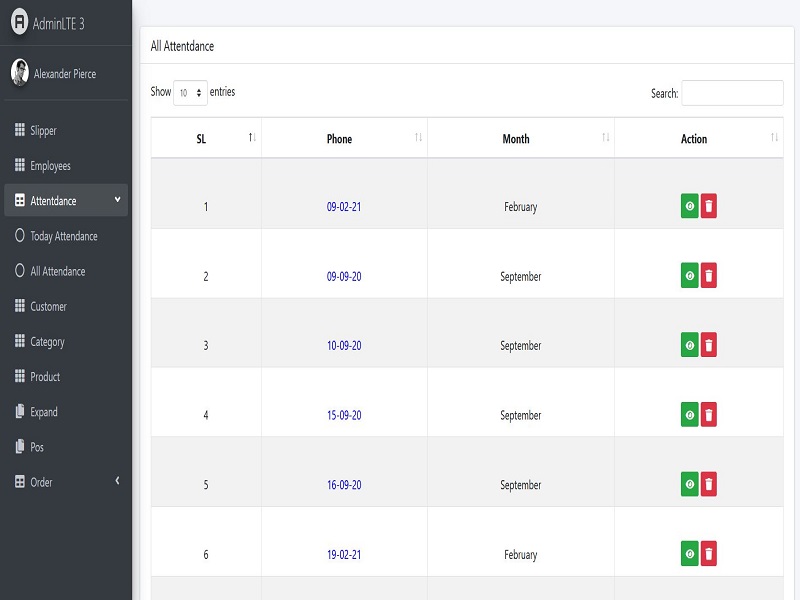 AdminLTE 3
Alexander Pierce
Slipper
Employees
Attentdance
Today Attendance
All Attendance
Customer
Category
Product
Expand
Pos
Order
All Attentdance
Show 10 entries
Search:
SL Phone Month Action
1 09-02-21 February
2 09-09-20 September
3 10-09-20 September
4 15-09-20 September
5 16-09-20 September
6 19-02-21 February